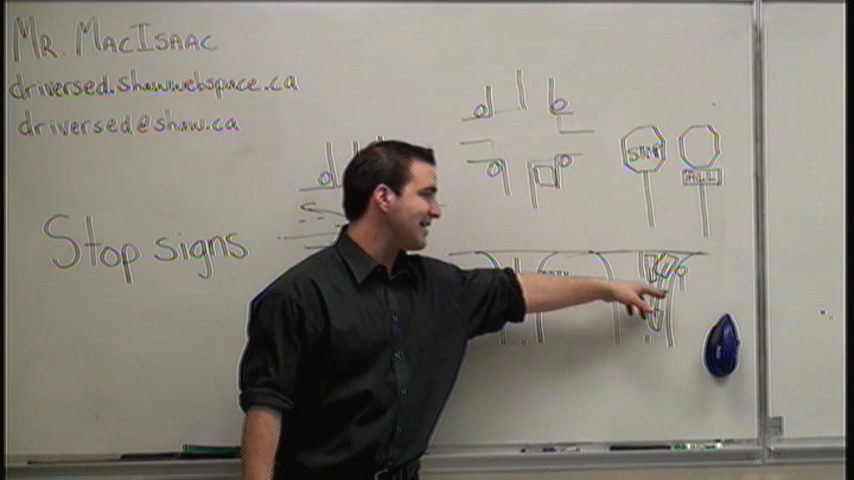 Mr. MacIsaac
driversed.shawwebspace.ca
driversed@shaw.ca
Stop signs
STOP
ALL